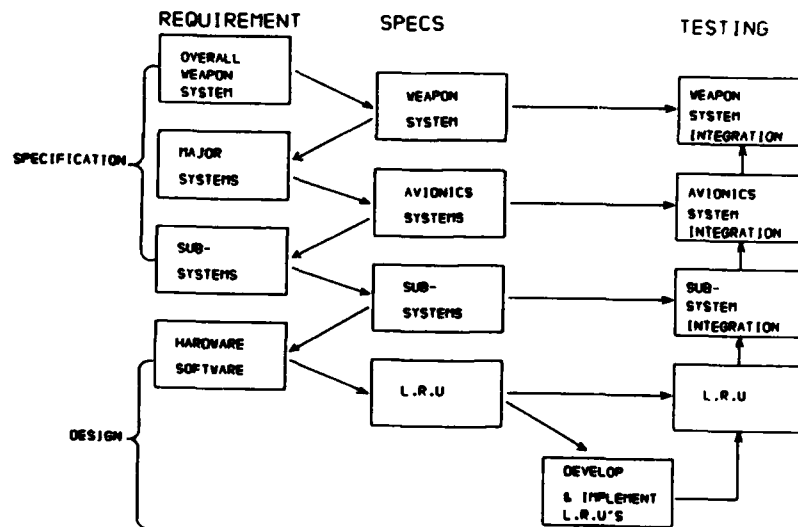 REQUIREMENT SPECS TESTING
OVERALL
WEAPON
SYSTEM
WEAPON
SYSTEM
WEAPON
SYSTEM
INTEGRATION
SPECIFICATION
MAJOR
SYSTEMS
AVIONICS
SYSTEMS
AVIONICS
SYSTEM
INTEGRATION
SUB-
SYSTEMS
SUB-
SYSTEMS
SUB-
SYSTEM
INTEGRATION
HARDWARE
SOFTWARE
L.R.U
L.R.U
DESIGN
DEVELOP
& IMPLEMENT
L.R.U'S